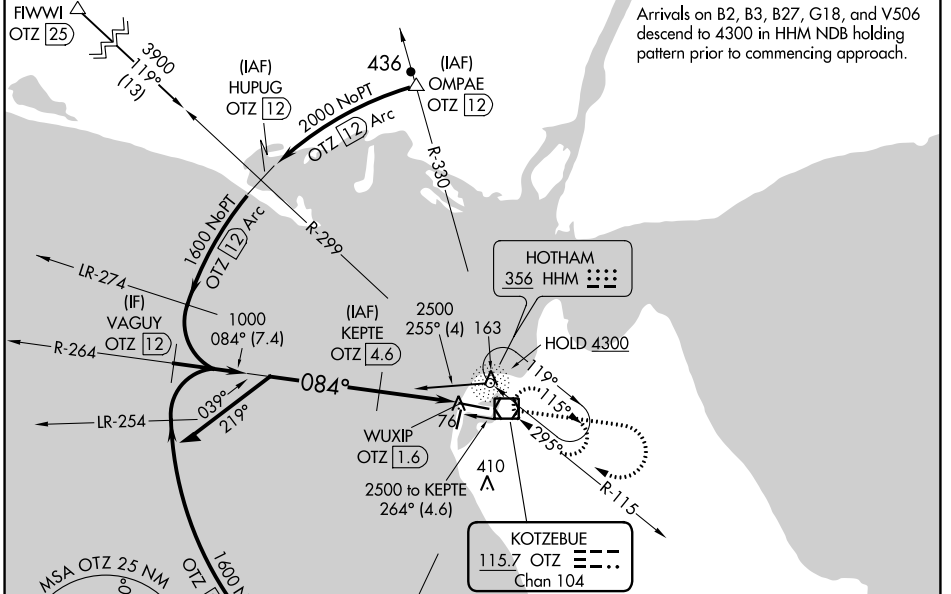 FIWWI
OTZ 25
3900
119°
(13)
(IAF)
HUPUG
OTZ 12
2000 NoPT
OTZ 12 Arc
436
(IAF)
OMPAE
OTZ 12
Arrivals on B2, B3, B27, G18, and V506
descend to 4300 in HHM NDB holding
pattern prior to commencing approach.
R-330
R-299
1600 NoPT
OTZ 12 Arc
LR-274
(IF)
VAGUY
OTZ 12
R-264
1000
084° (7.4)
(IAF)
KEPTE
OTZ 4.6
2500
255° (4)
163
HOTHAM
356 HHM
HOLD 4300
119°
115°
295°
R-115
084°
039°
219°
LR-254
WUXIP
OTZ 1.6
76
410
2500 to KEPTE
264° (4.6)
KOTZEBUE
115.7 OTZ
Chan 104
MSA OTZ 25 NM
1600
OTZ